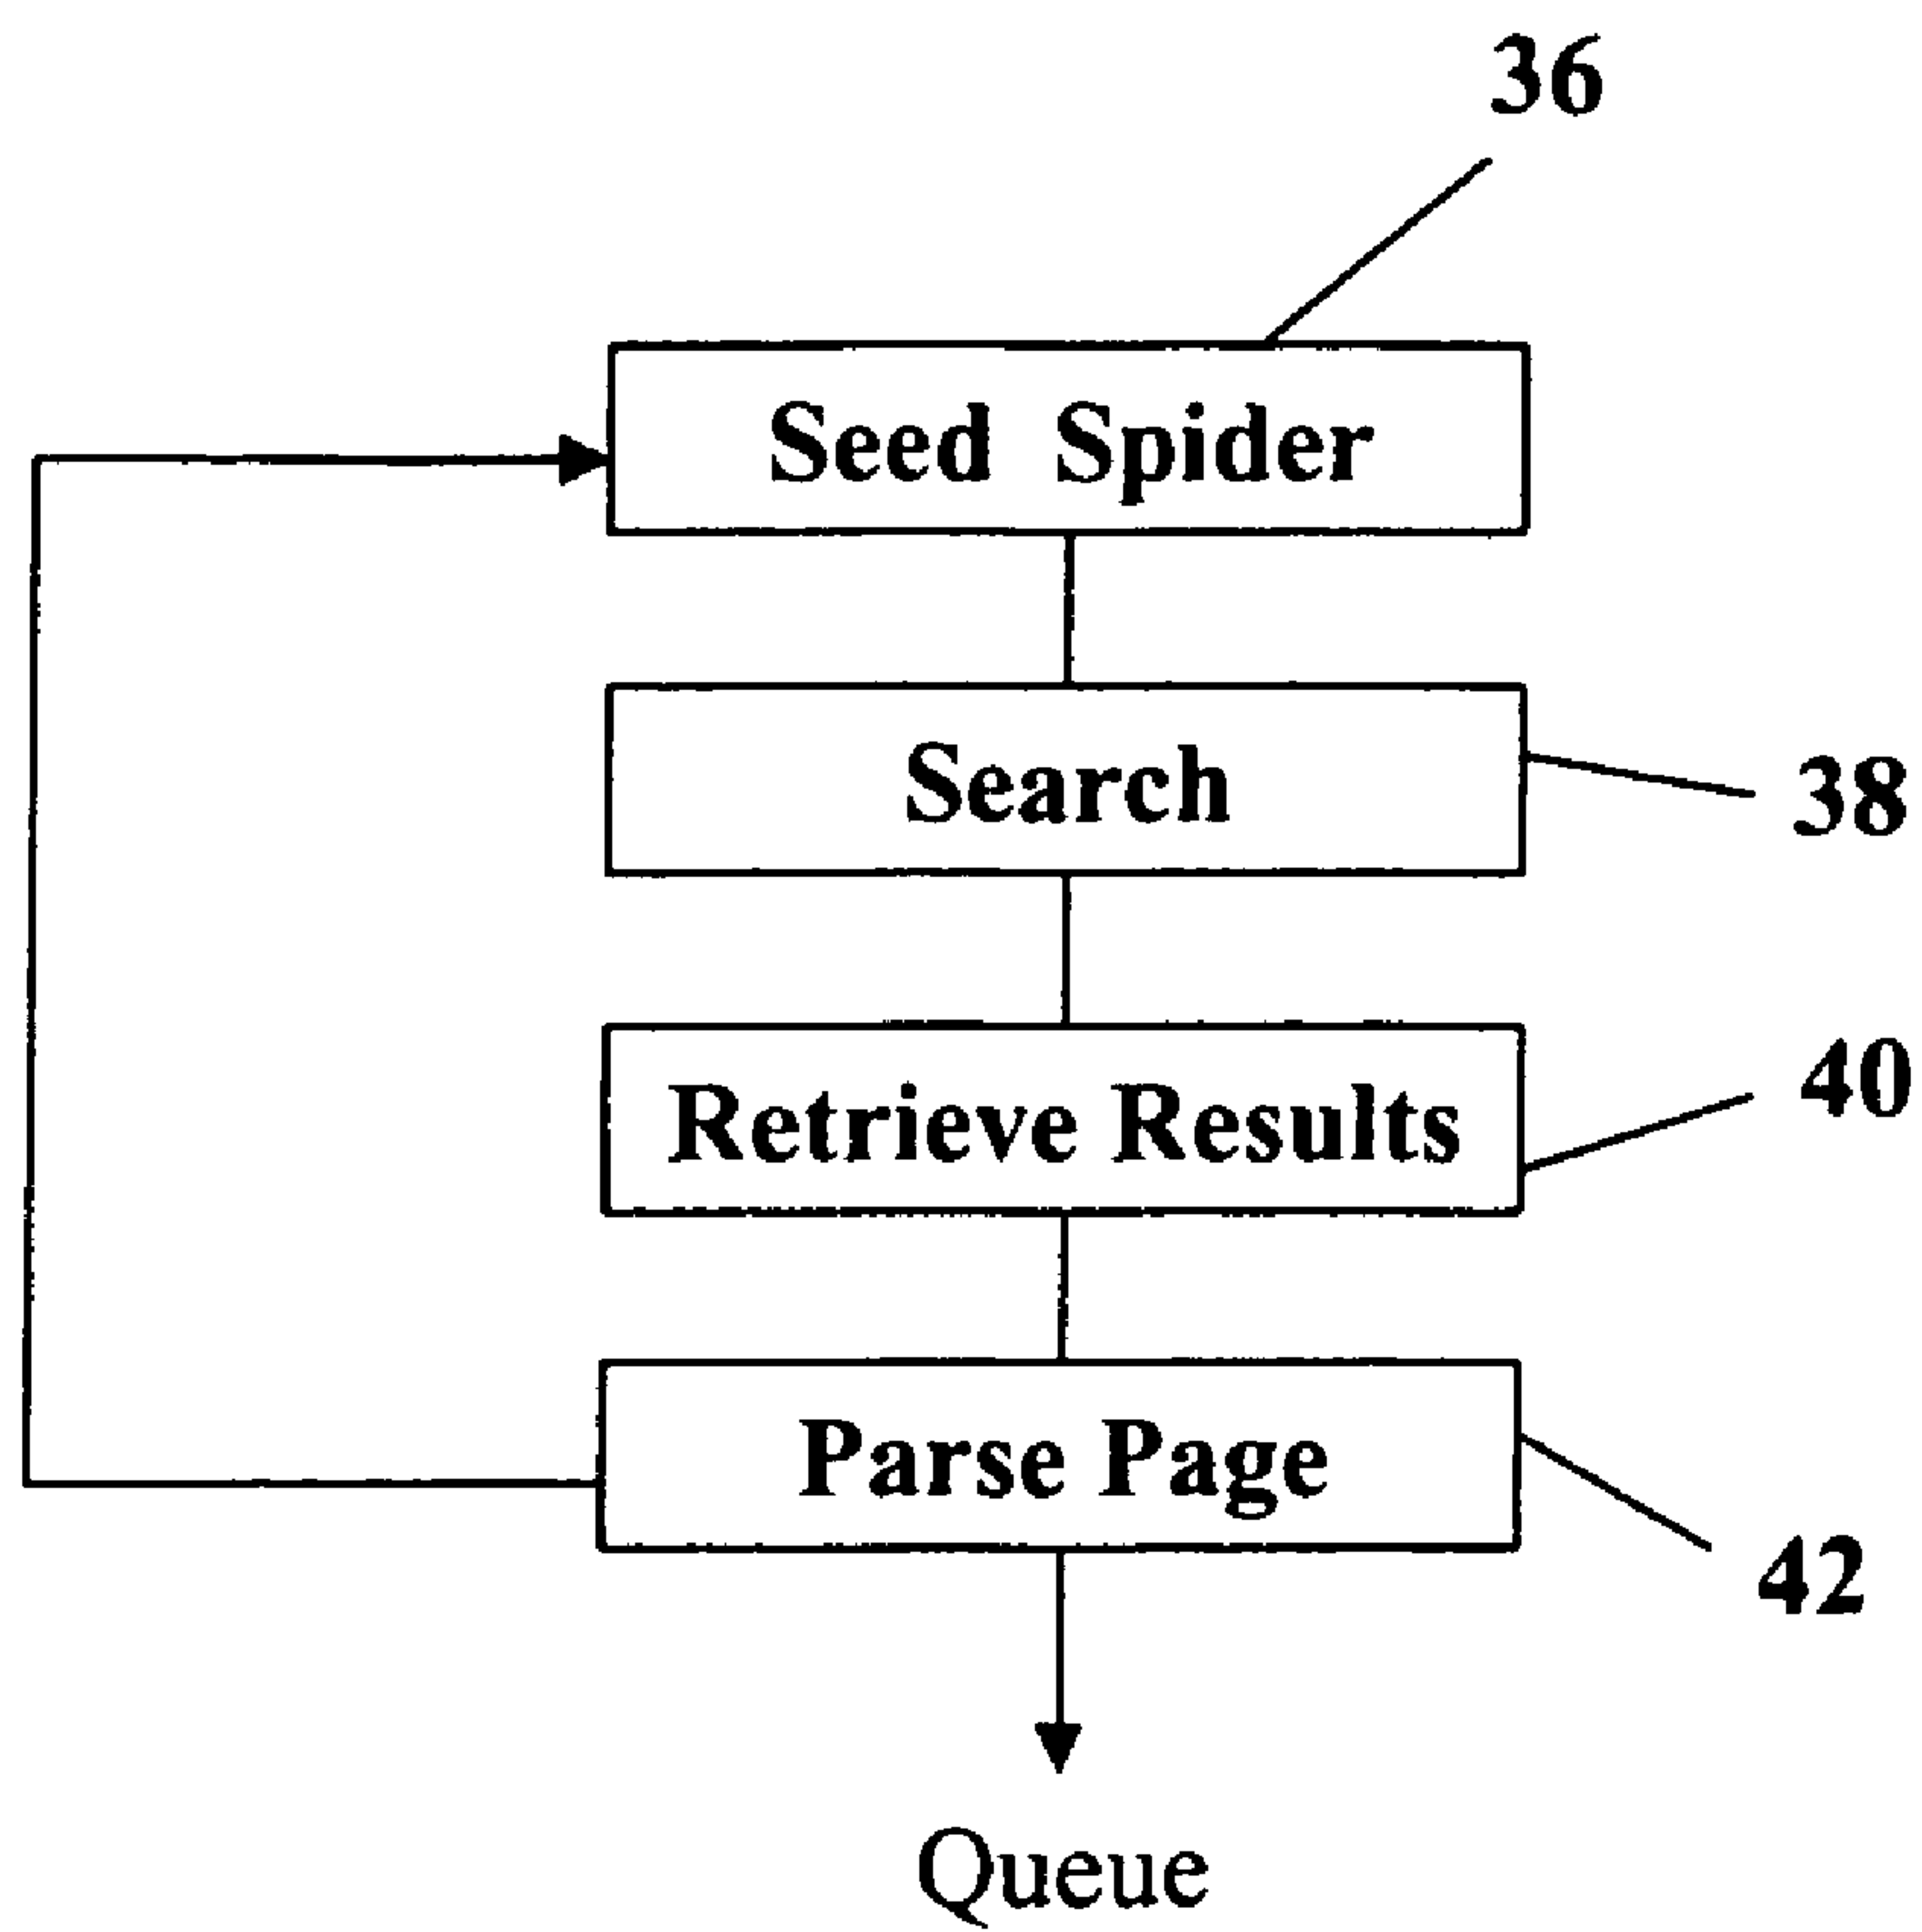 36
Seed Spider
Search
38
Retrieve Results
40
Parse Page
42
Queue